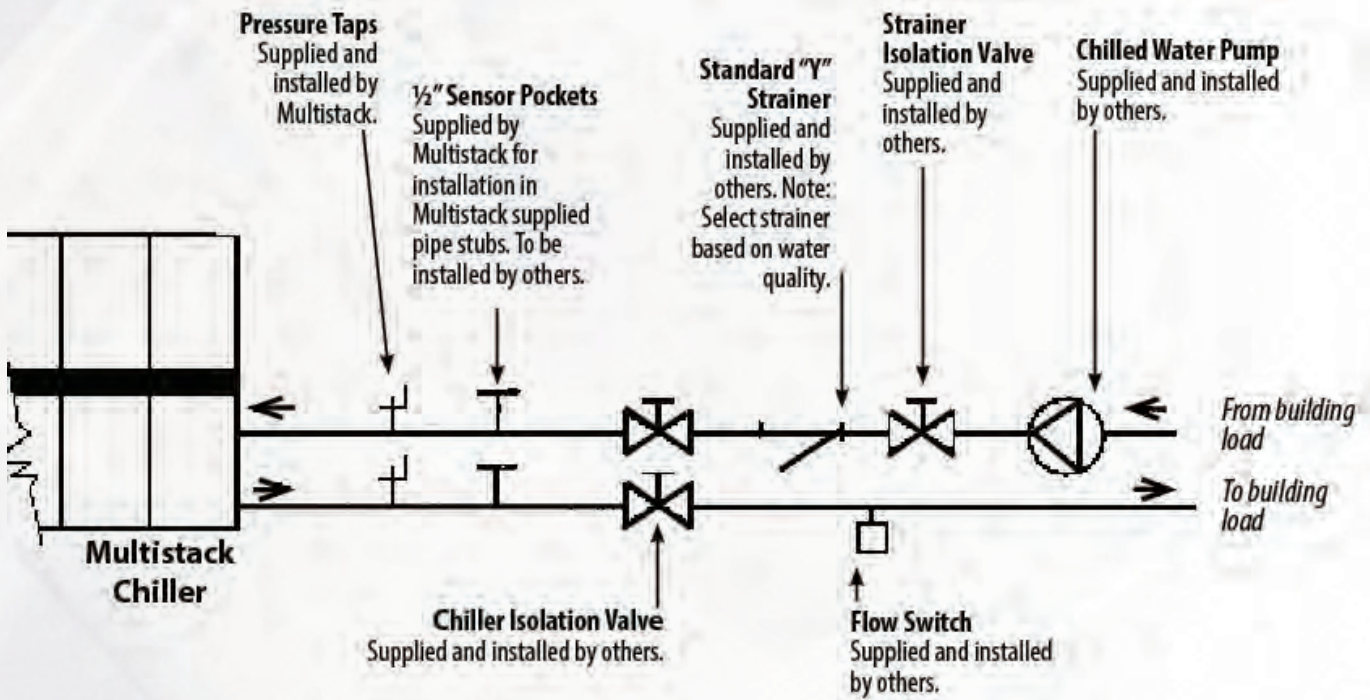 Pressure Taps
Supplied and
installed by
Multistack.
½" Sensor Pockets
Supplied by
Multistack for
installation in
Multistack supplied
pipe stubs. To be
installed by others.
Standard "Y"
Strainer
Supplied and
installed by
others. Note:
Select strainer
based on water
quality.
Strainer
Isolation Valve
Supplied and
installed by
others.
Chilled Water Pump
Supplied and installed
by others.
From building
load
To building
load
Multistack
Chiller
Chiller Isolation Valve
Supplied and installed by others.
Flow Switch
Supplied and installed
by others.